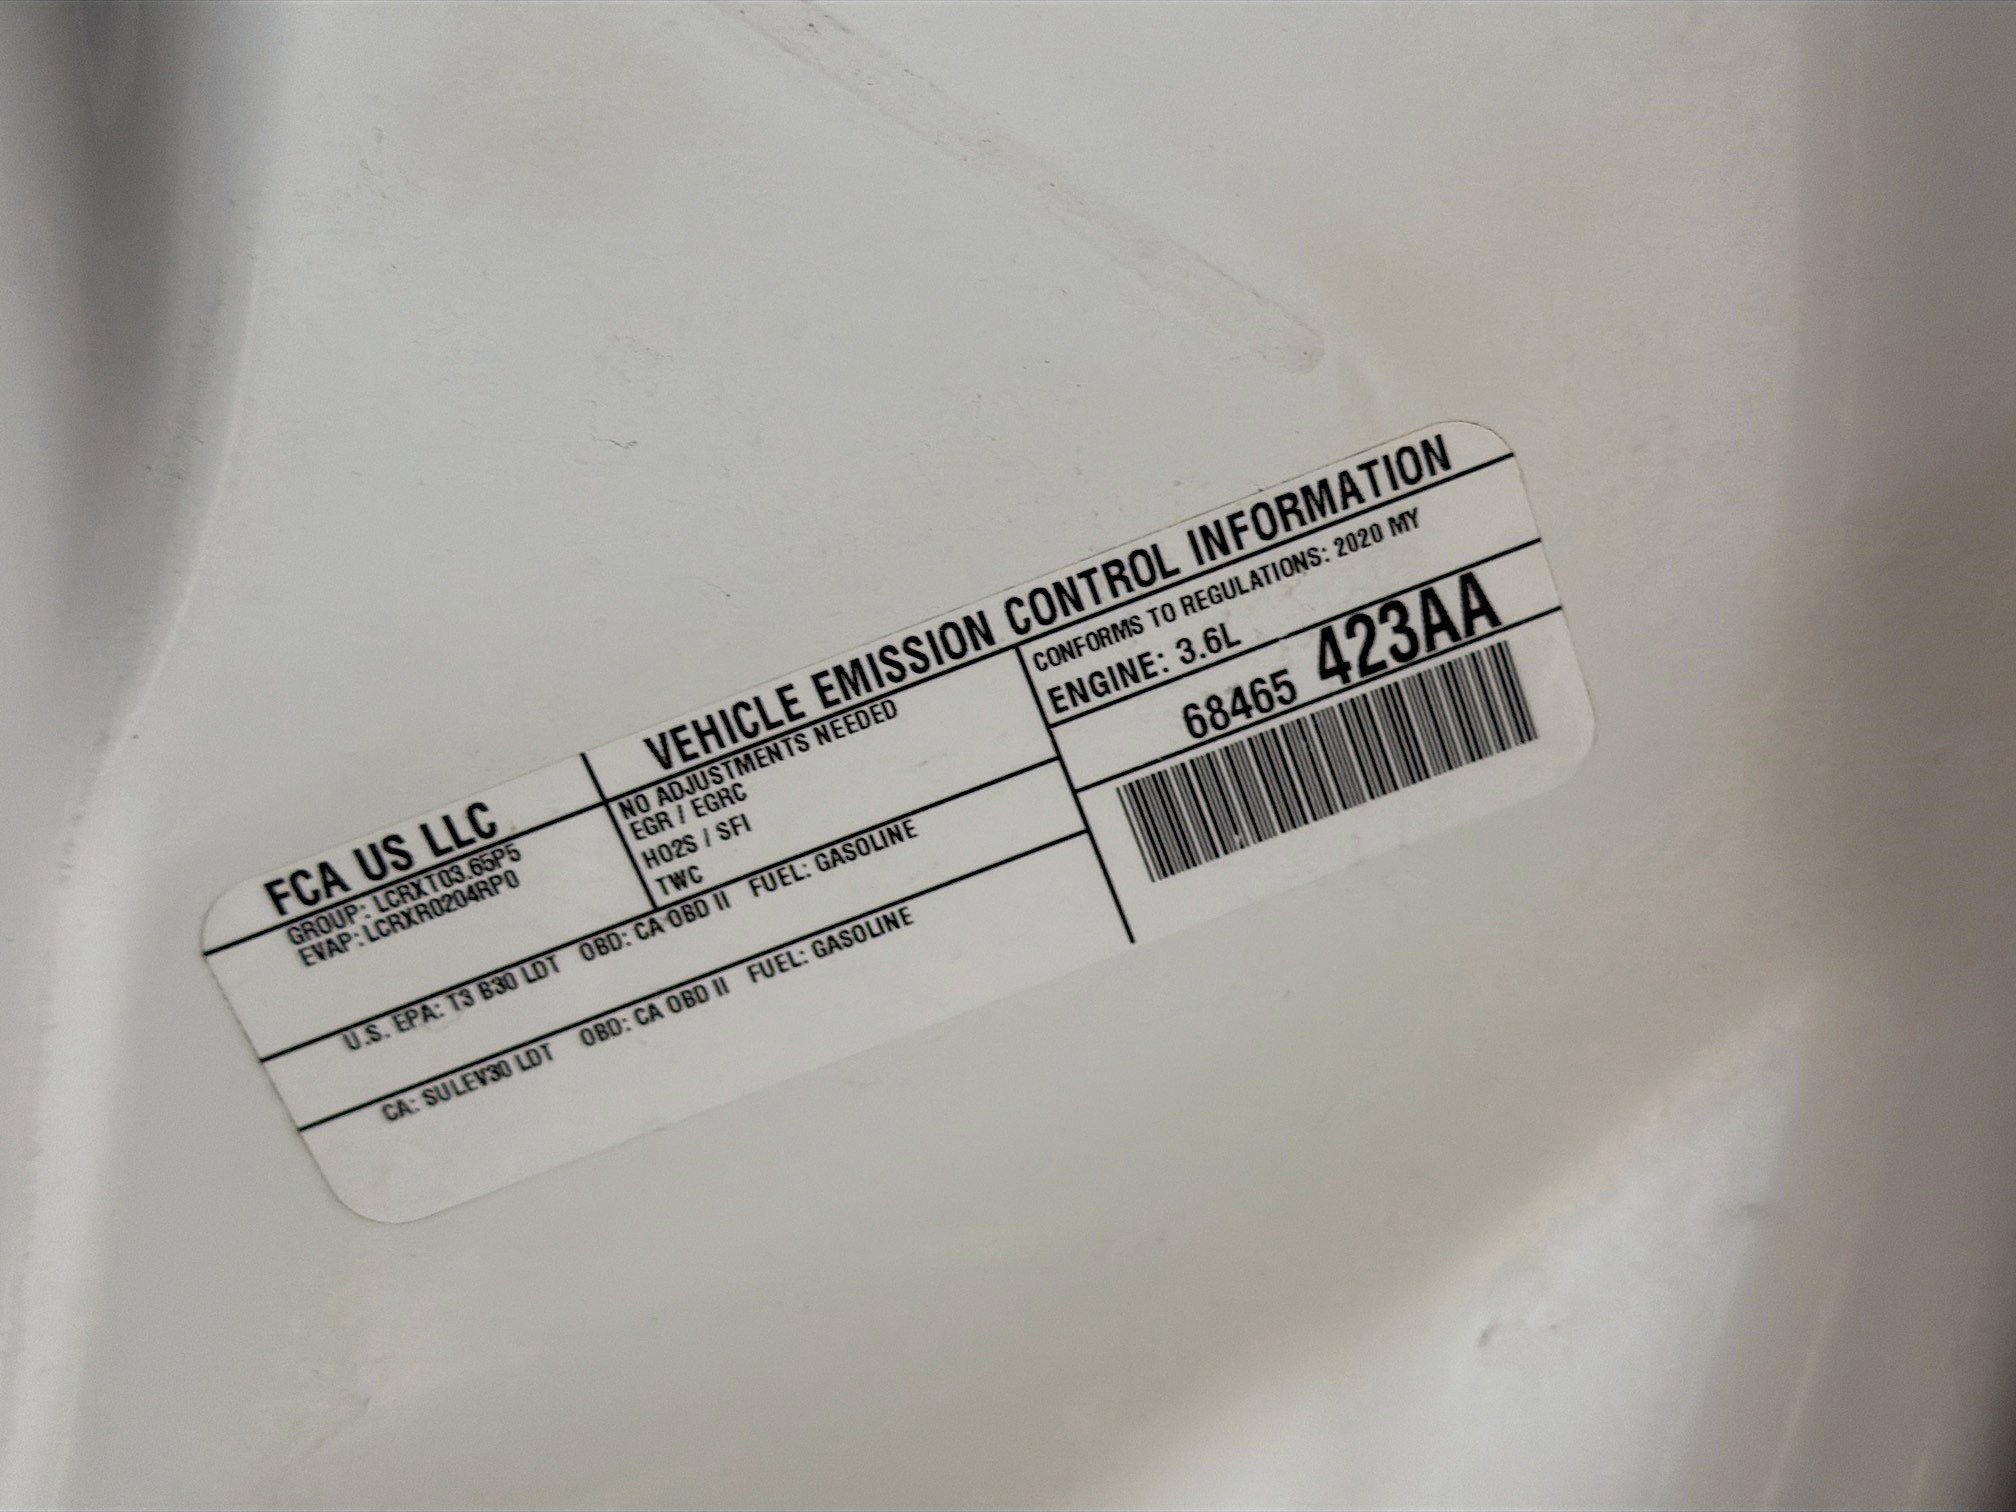 FCA US LLC
VEHICLE EMISSION CONTROL INFORMATION
GROUP: LCRXT03.65P5
EVAP: LCRXR0204RP0
NO ADJUSTMENTS NEEDED
EGR / EGRC
HO2S / SFI
TWC
CONFORMS TO REGULATIONS: 2020 MY
ENGINE: 3.6L
68465 423AA
U.S. EPA: T3 B30 LDT OBD: CA OBD II FUEL: GASOLINE
CA: SULEV30 LDT OBD: CA OBD II FUEL: GASOLINE